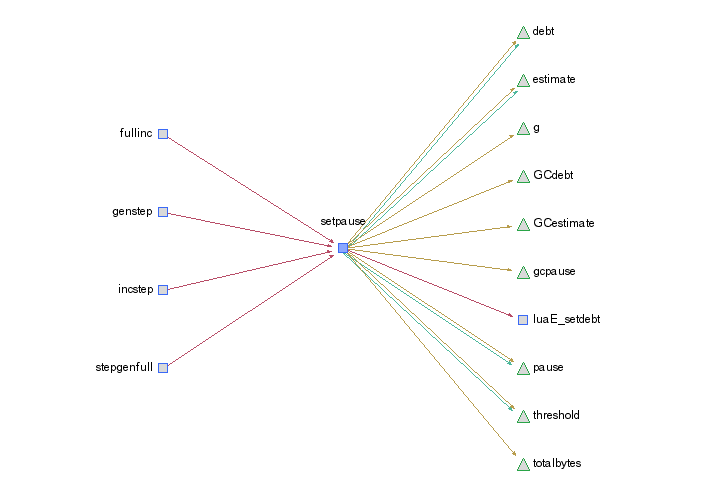 fullinc
genstep
incstep
stepgenfull
setpause
debt
estimate
g
GCdebt
GCestimate
gcpause
luaE_setdebt
pause
threshold
totalbytes